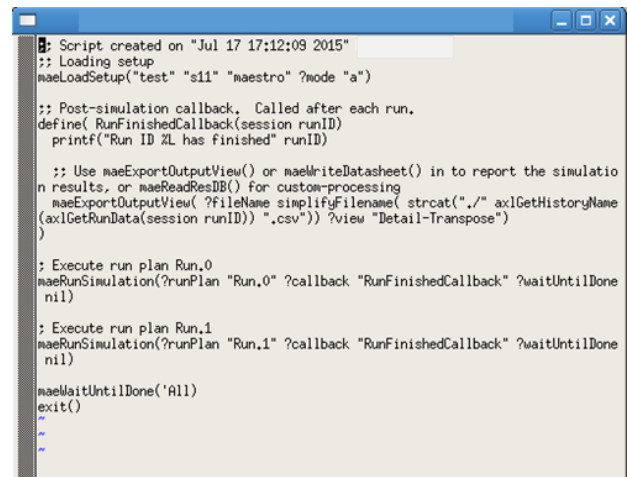 ;; Script created on "Jul 17 17:12:09 2015"
;; Loading setup
maeLoadSetup("test" "s11" "maestro" ?mode "a")
;; Post-simulation callback.  Called after each run.
define( RunFinishedCallback(session runID)
  printf("Run ID %L has finished" runID)
  ;; Use maeExportOutputView() or maeWriteDatasheet() in to report the simulatio
n results, or maeReadResDB() for custom-processing
  maeExportOutputView( ?fileName simplifyFilename( strcat("./" axlGetHistoryName
(axlGetRunData(session runID)) ".csv")) ?view "Detail-Transpose")
)
; Execute run plan Run.0
maeRunSimulation(?runPlan "Run.0" ?callback "RunFinishedCallback" ?waitUntilDone
 nil)
; Execute run plan Run.1
maeRunSimulation(?runPlan "Run.1" ?callback "RunFinishedCallback" ?waitUntilDone
 nil)
maeWaitUntilDone('All)
exit()
~
~
~